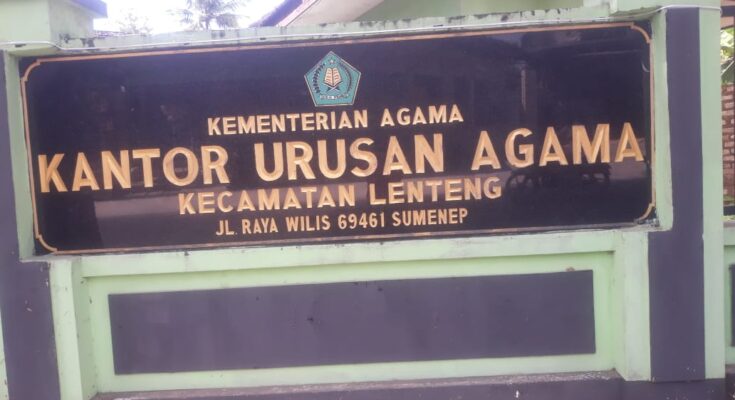 KEMENTERIAN AGAMA
KANTOR URUSAN AGAMA
KECAMATAN LENTENG
JL. RAYA WILIS 69461 SUMENEP